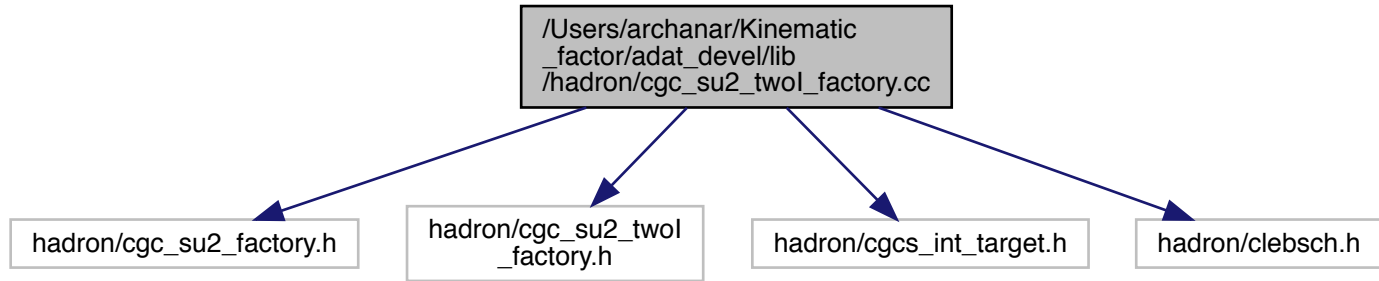 /Users/archanar/Kinematic
_factor/adat_devel/lib
/hadron/cgc_su2_twoI_factory.cc
hadron/cgc_su2_factory.h
hadron/cgc_su2_twoI
_factory.h
hadron/cgcs_int_target.h
hadron/clebsch.h